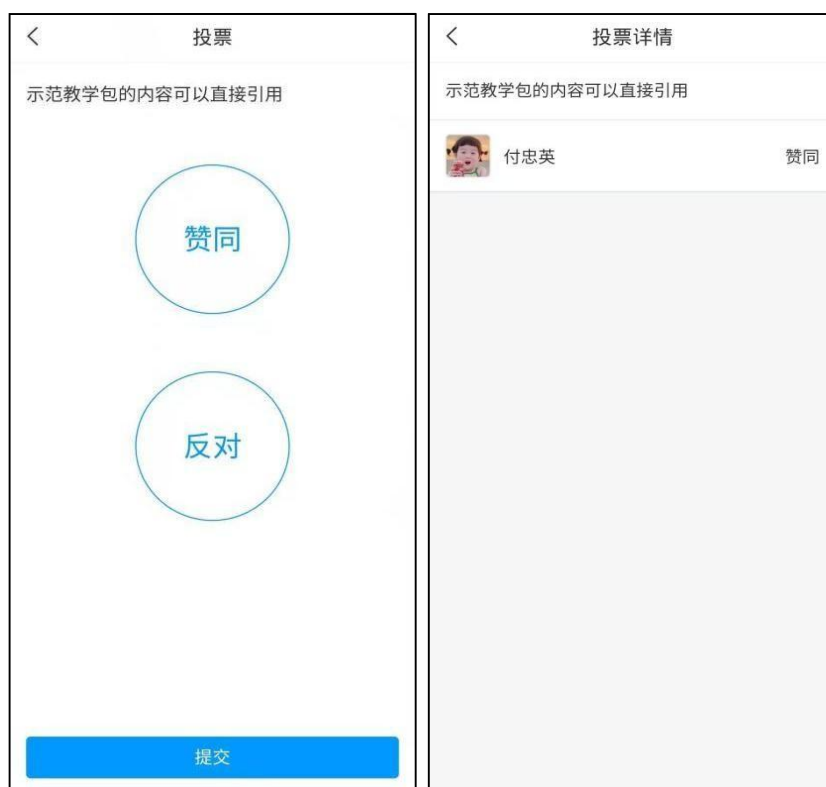 投票
示范教学包的内容可以直接引用
赞同
反对
提交
投票详情
示范教学包的内容可以直接引用
付忠英 赞同